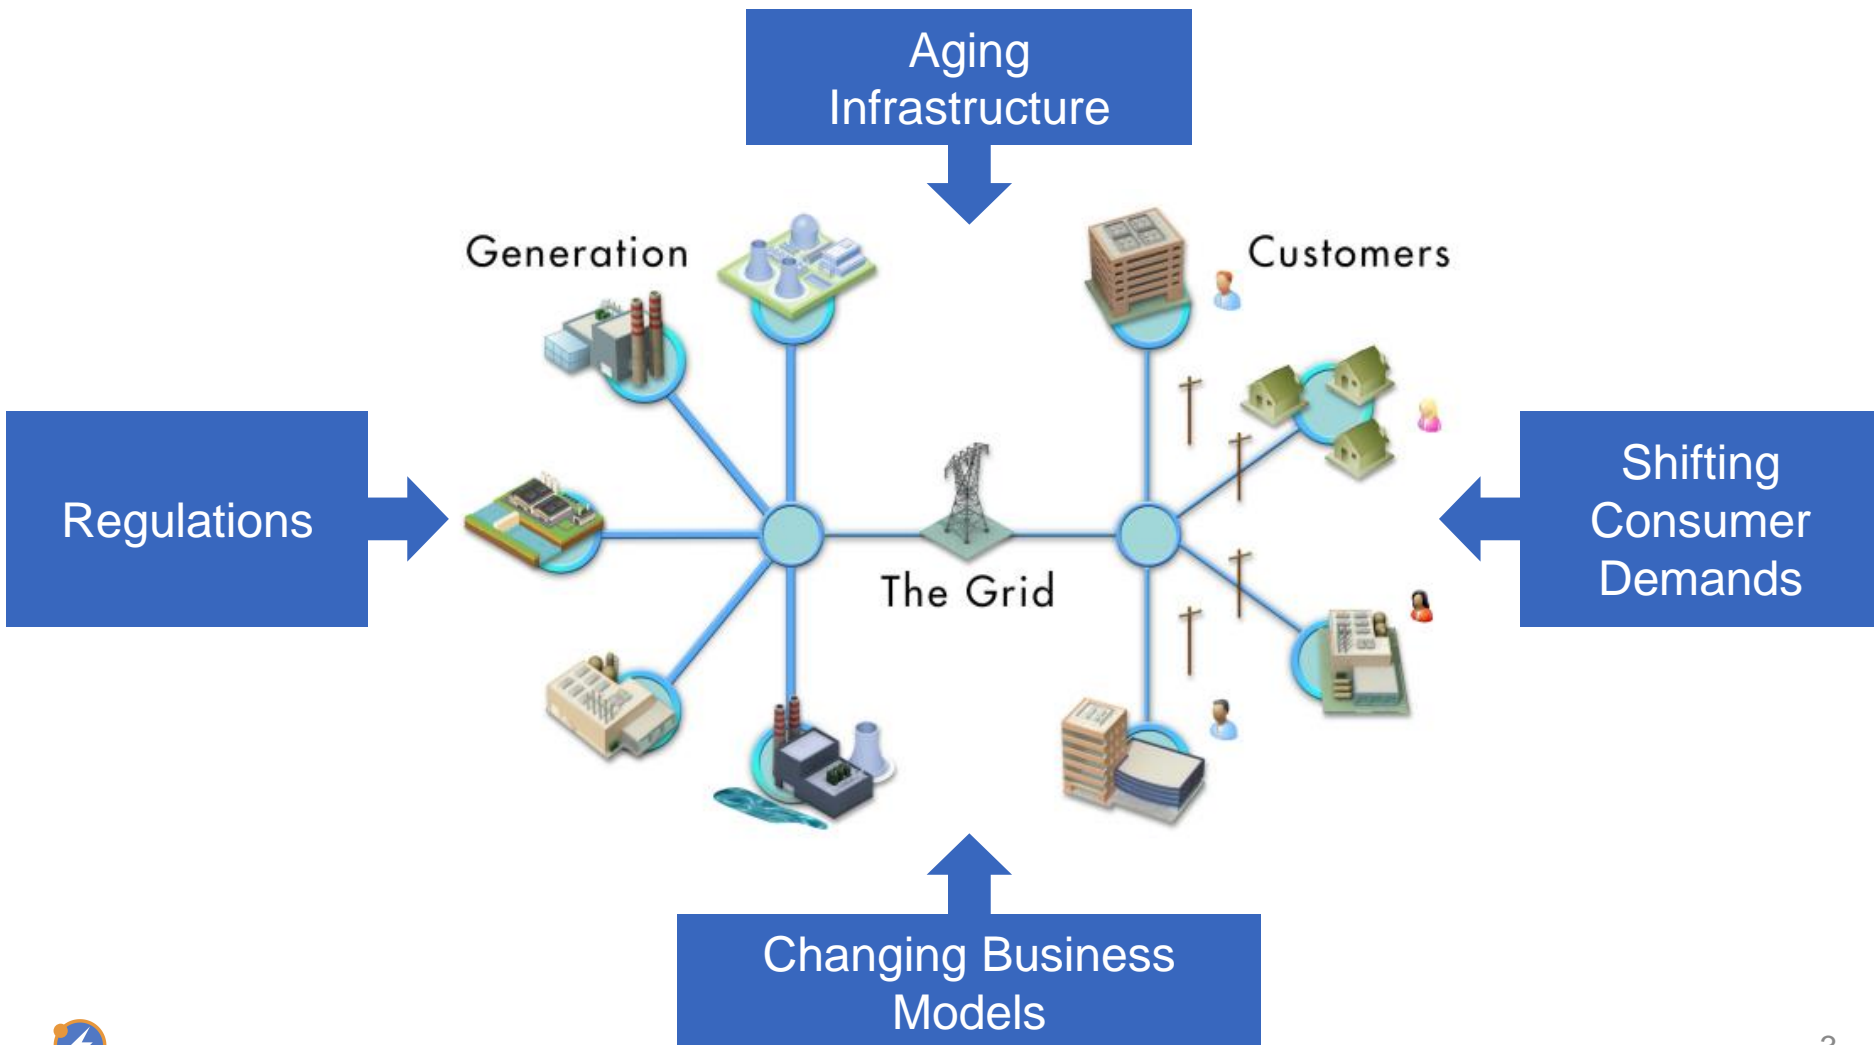 Aging
Infrastructure
Generation
Customers
Regulations
Shifting
Consumer
Demands
The Grid
Changing Business
Models